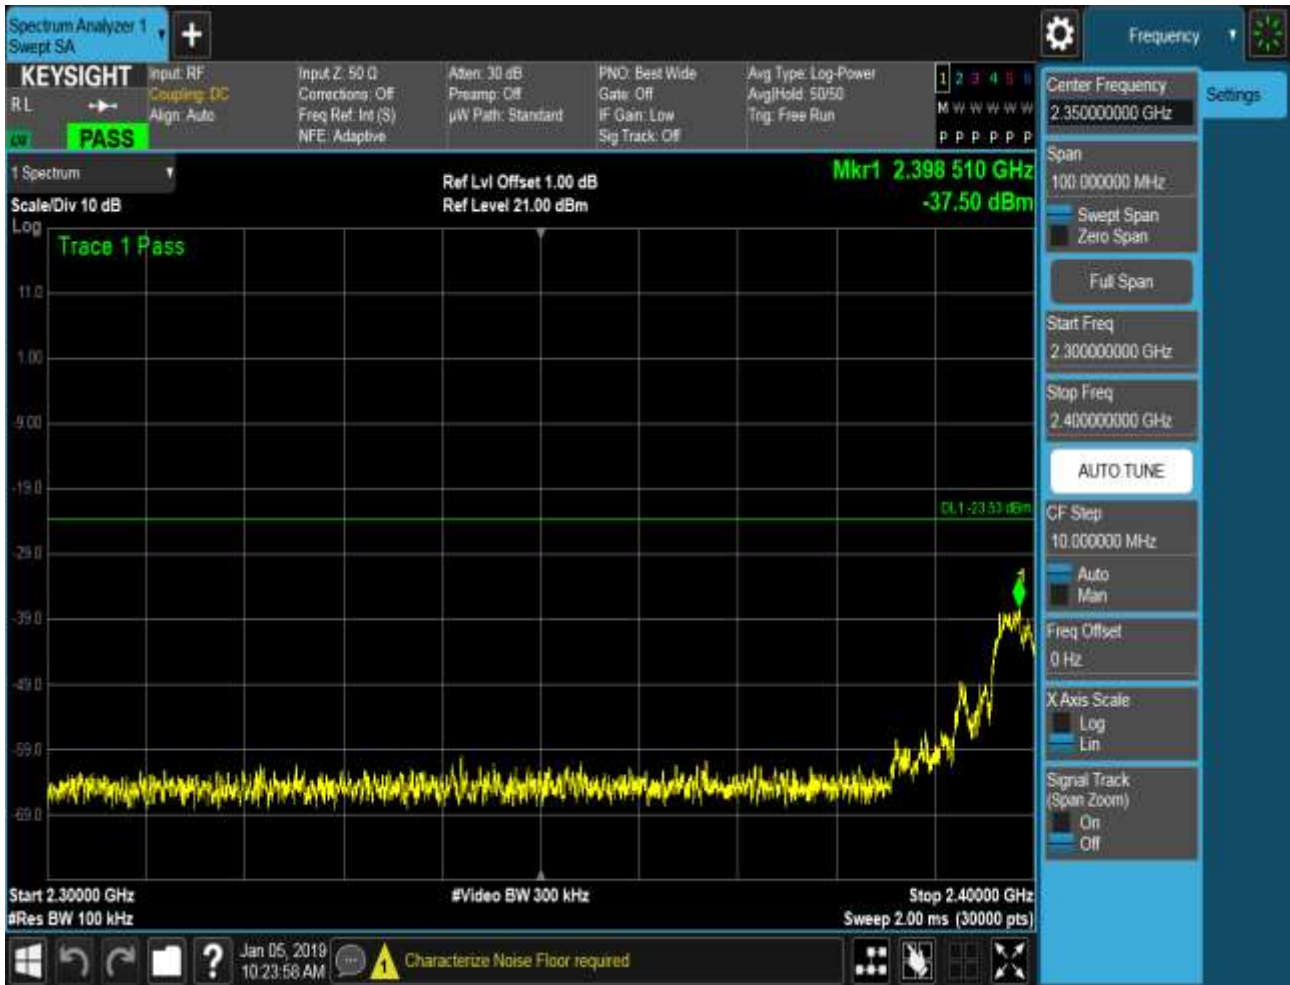 Spectrum Analyzer 1
Swept SA
+
Frequency
KEYSIGHT
R L
PASS
Input: RF
Coupling: DC
Align: Auto
Input Z: 50 Ω
Corrections: Off
Freq Ref: Int (S)
NFE: Adaptive
Atten: 30 dB
Preamp: Off
µW Path: Standard
PNO: Best Wide
Gate: Off
IF Gain: Low
Sig Track: Off
Avg Type: Log-Power
Avg|Hold: 50/50
Trig: Free Run
1 2 3 4 5 6
M W W W W W
P P P P P P
1 Spectrum
Scale/Div 10 dB
Log
Ref Lvl Offset 1.00 dB
Ref Level 21.00 dBm
Mkr1 2.398 510 GHz
-37.50 dBm
Trace 1 Pass
11.0
1.00
-9.00
-19.0
DL1 -23.53 dBm
-29.0
-39.0
-49.0
-59.0
-69.0
1
Start 2.30000 GHz
#Res BW 100 kHz
#Video BW 300 kHz
Stop 2.40000 GHz
Sweep 2.00 ms (30000 pts)
Center Frequency
2.350000000 GHz
Settings
Span
100.000000 MHz
Swept Span
Zero Span
Full Span
Start Freq
2.300000000 GHz
Stop Freq
2.400000000 GHz
AUTO TUNE
CF Step
10.000000 MHz
Auto
Man
Freq Offset
0 Hz
X Axis Scale
Log
Lin
Signal Track
(Span Zoom)
On
Off
?
Jan 05, 2019
10:23:58 AM
1
Characterize Noise Floor required